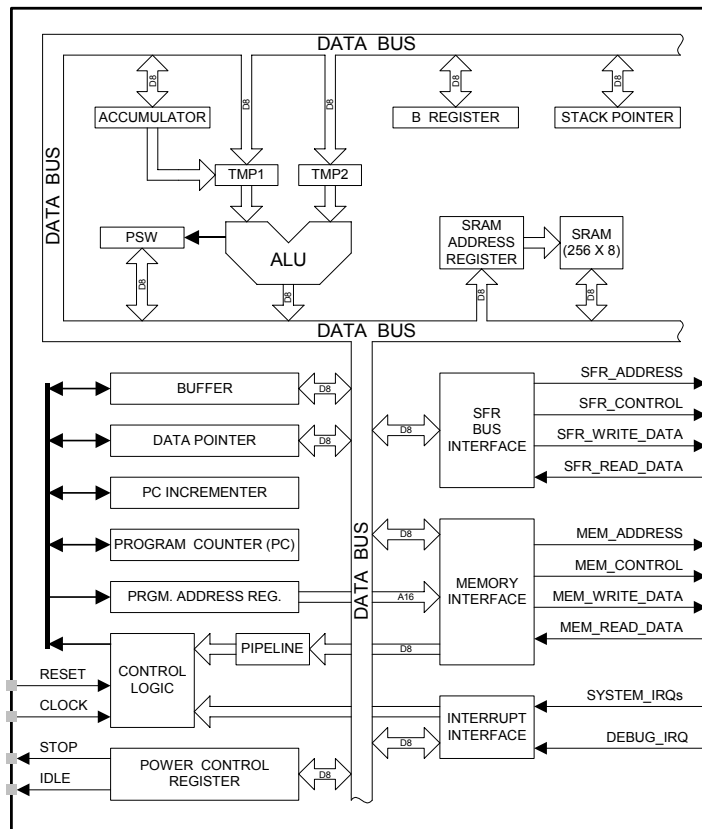 DATA BUS
D8
D8
D8
D8
D8
ACCUMULATOR
B REGISTER
STACK POINTER
DATA BUS
TMP1
TMP2
PSW
ALU
SRAM
ADDRESS
REGISTER
SRAM
(256 X 8)
D8
D8
D8
D8
DATA BUS
BUFFER
D8
DATA POINTER
D8
PC INCREMENTER
PROGRAM COUNTER (PC)
PRGM. ADDRESS REG.
A16
DATA BUS
D8
SFR
BUS
INTERFACE
SFR_ADDRESS
SFR_CONTROL
SFR_WRITE_DATA
SFR_READ_DATA
D8
MEMORY
INTERFACE
MEM_ADDRESS
MEM_CONTROL
MEM_WRITE_DATA
MEM_READ_DATA
CONTROL
LOGIC
PIPELINE
D8
RESET
CLOCK
INTERRUPT
INTERFACE
D8
SYSTEM_IRQs
DEBUG_IRQ
STOP
IDLE
POWER CONTROL
REGISTER
D8